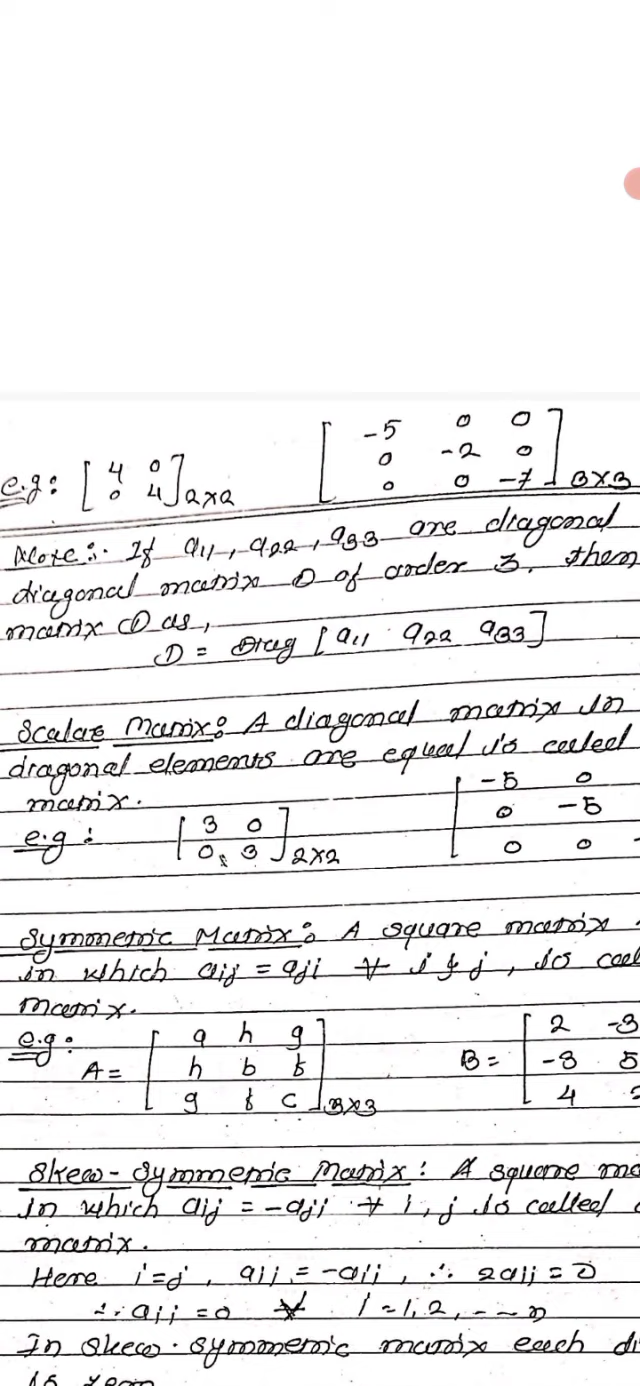 e.g: [ 4 0 ] [ -5 0 0 ]
[ 0 4 ]2x2 [ 0 -2 0 ]
[ 0 0 -7 ]3x3
Note:- If a11, a22, a33 are diagonal
diagonal matrix D of order 3, then
matrix D as,
D = Diag [a11 a22 a33]
Scalar Matrix: A diagonal matrix in
diagonal elements are equal is called
matrix.
e.g: [ 3 0 ] [ -5 0
[ 0 3 ]2x2 [ 0 -5
[ 0 0
Symmetric Matrix: A square matrix
in which aij = aji ∀ i & j, is
matrix.
e.g: A = [ a h g ] B = [ 2 -3
[ h b f ] [ -3 5
[ g f c ]3x3 [ 4
Skew-Symmetric Matrix: A square
in which aij = -aji ∀ i, j is called
matrix.
Here i=j, aii = -aii, ∴ 2aii = 0
∴ aii = 0 ∀ i = 1, 2, --- n
In Skew-symmetric matrix each
is